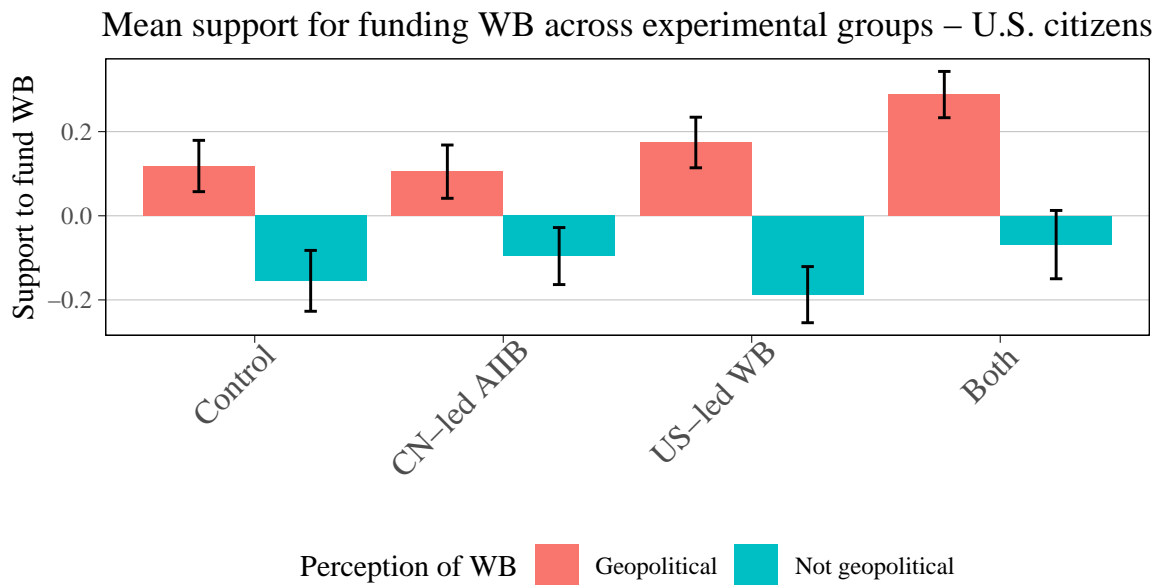 Mean support for funding WB across experimental groups – U.S. citizens
Support to fund WB
0.2
0.0
−0.2
Control
CN−led AIIB
US−led WB
Both
Perception of WB
Geopolitical
Not geopolitical